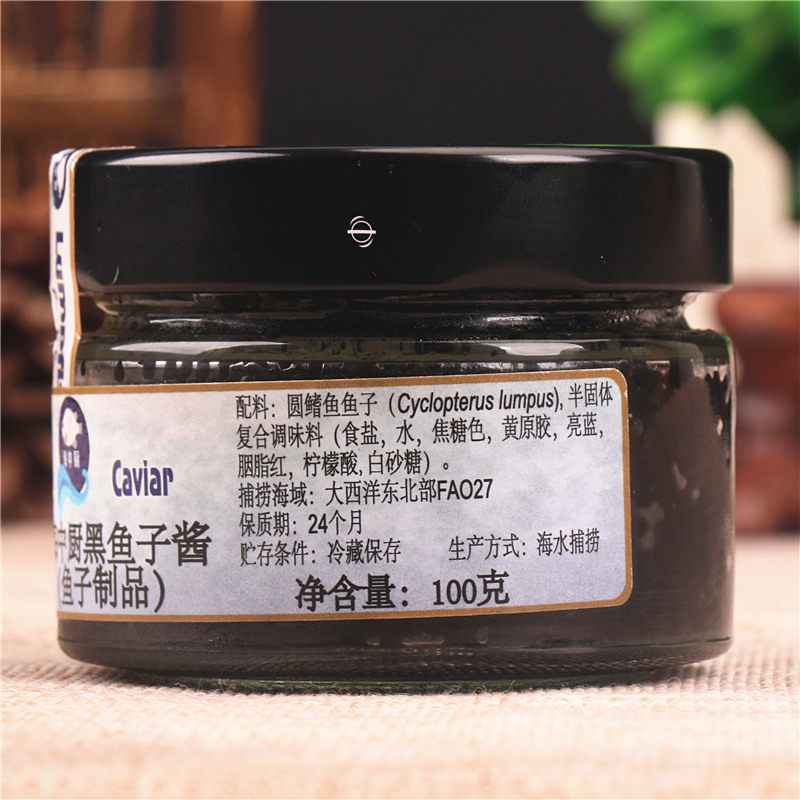 配料：圆鳍鱼鱼子（Cyclopterus lumpus), 半固体
复合调味料（食盐, 水, 焦糖色, 黄原胶, 亮蓝,
胭脂红, 柠檬酸, 白砂糖）。
捕捞海域：大西洋东北部FAO27
保质期：24个月
贮存条件：冷藏保存 生产方式：海水捕捞
净含量：100克
Caviar
中厨黑鱼子酱
（鱼子制品）